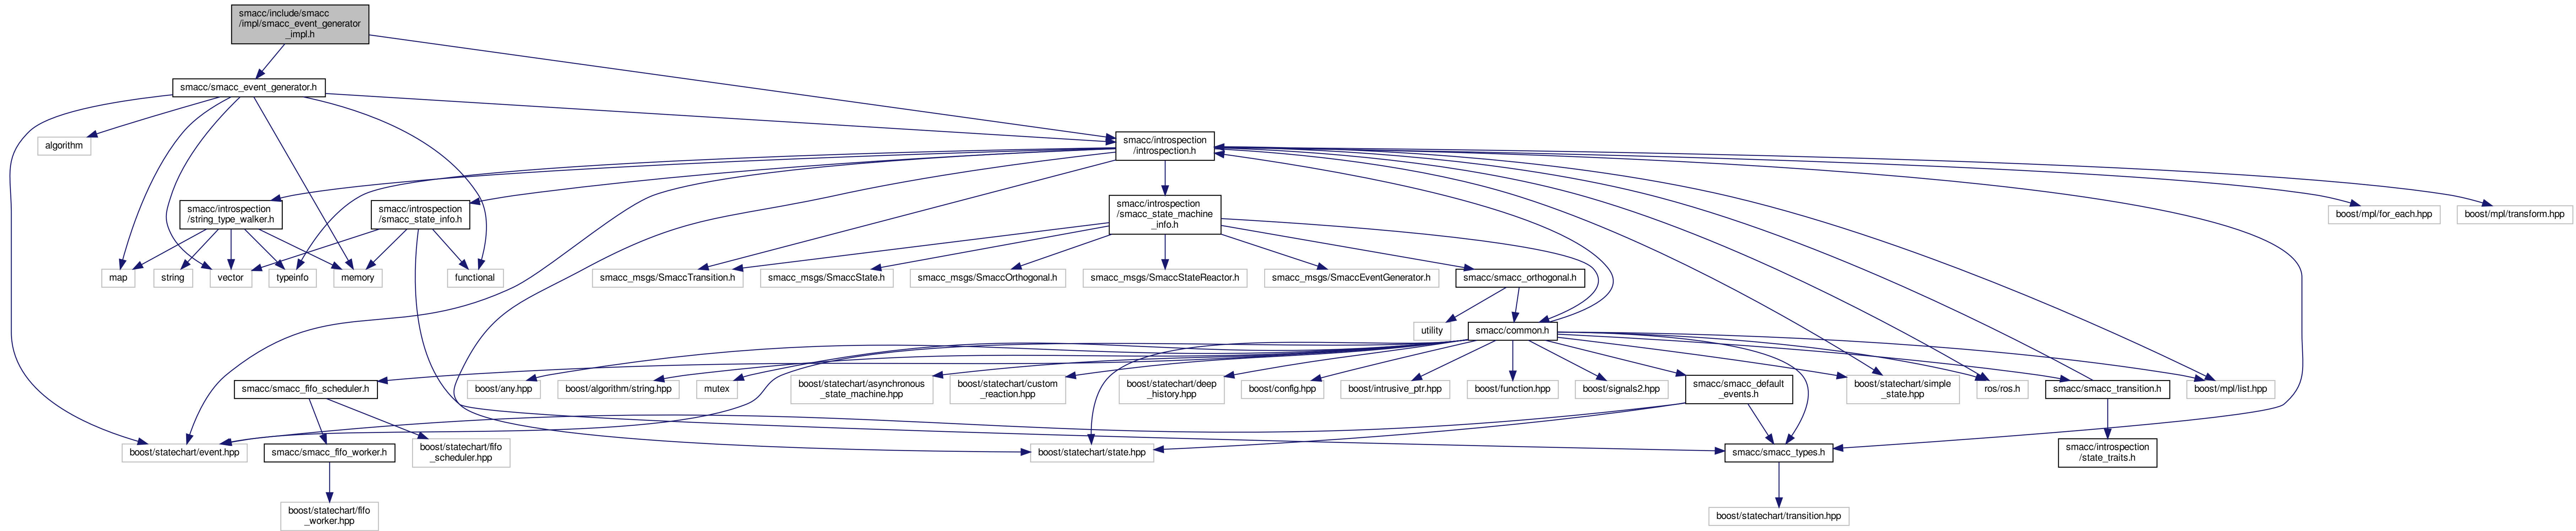 smacc/include/smacc
/impl/smacc_event_generator
_impl.h
smacc/smacc_event_generator.h
algorithm
smacc/introspection
/introspection.h
smacc/introspection
/string_type_walker.h
smacc/introspection
/smacc_state_info.h
smacc/introspection
/smacc_state_machine
_info.h
boost/mpl/for_each.hpp
boost/mpl/transform.hpp
map
string
vector
typeinfo
memory
functional
smacc_msgs/SmaccTransition.h
smacc_msgs/SmaccState.h
smacc_msgs/SmaccOrthogonal.h
smacc_msgs/SmaccStateReactor.h
smacc_msgs/SmaccEventGenerator.h
smacc/smacc_orthogonal.h
utility
smacc/common.h
smacc/smacc_fifo_scheduler.h
boost/any.hpp
boost/algorithm/string.hpp
mutex
boost/statechart/asynchronous
_state_machine.hpp
boost/statechart/custom
_reaction.hpp
boost/statechart/deep
_history.hpp
boost/config.hpp
boost/intrusive_ptr.hpp
boost/function.hpp
boost/signals2.hpp
smacc/smacc_default
_events.h
boost/statechart/simple
_state.hpp
ros/ros.h
smacc/smacc_transition.h
boost/mpl/list.hpp
boost/statechart/event.hpp
smacc/smacc_fifo_worker.h
boost/statechart/fifo
_scheduler.hpp
boost/statechart/state.hpp
smacc/smacc_types.h
smacc/introspection
/state_traits.h
boost/statechart/fifo
_worker.hpp
boost/statechart/transition.hpp